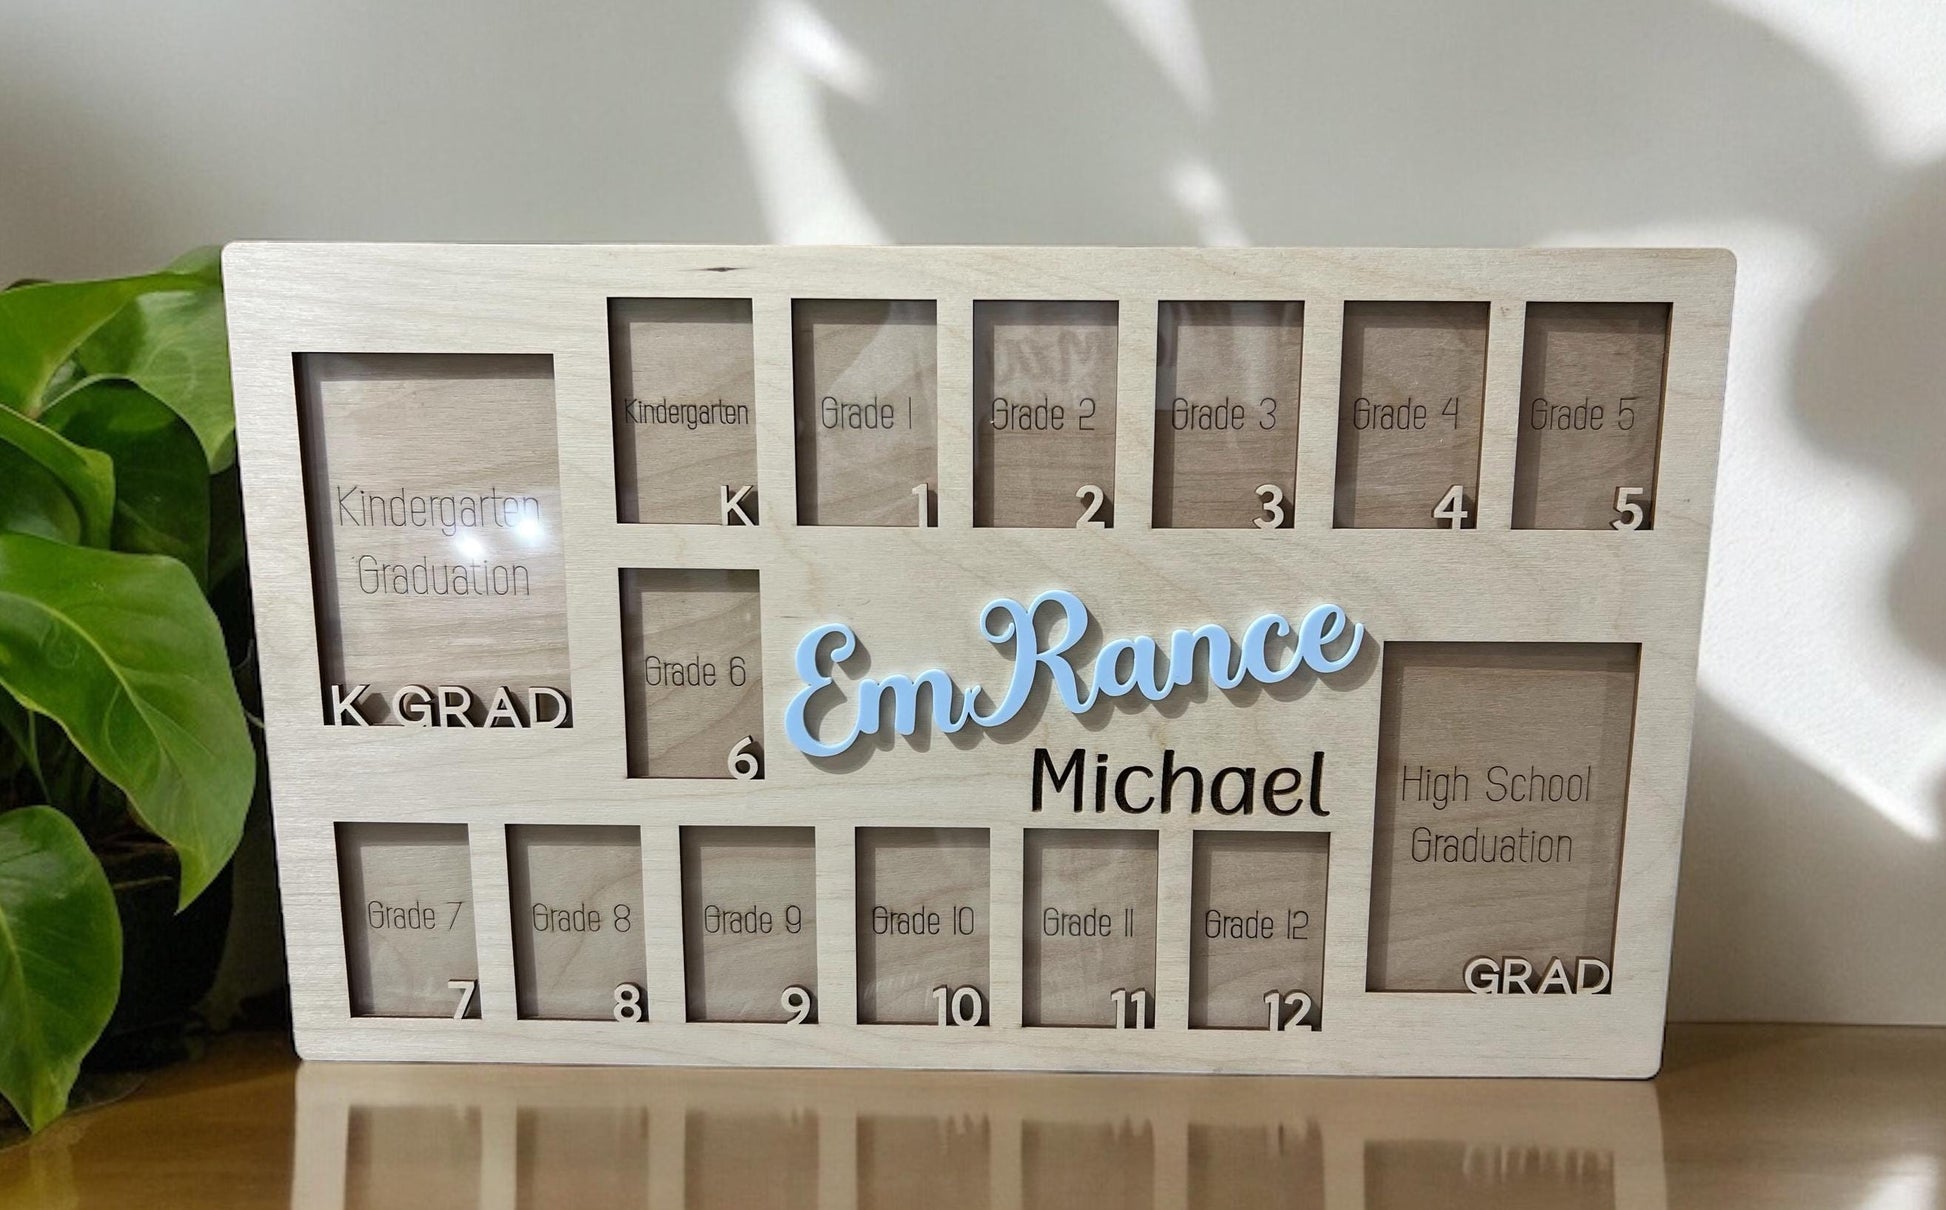 Kindergarten
Graduation
K GRAD
Kindergarten
K
Grade 1
1
Grade 2
2
Grade 3
3
Grade 4
4
Grade 5
5
Grade 6
6
EmRance
Michael
High School
Graduation
GRAD
Grade 7
7
Grade 8
8
Grade 9
9
Grade 10
10
Grade 11
11
Grade 12
12